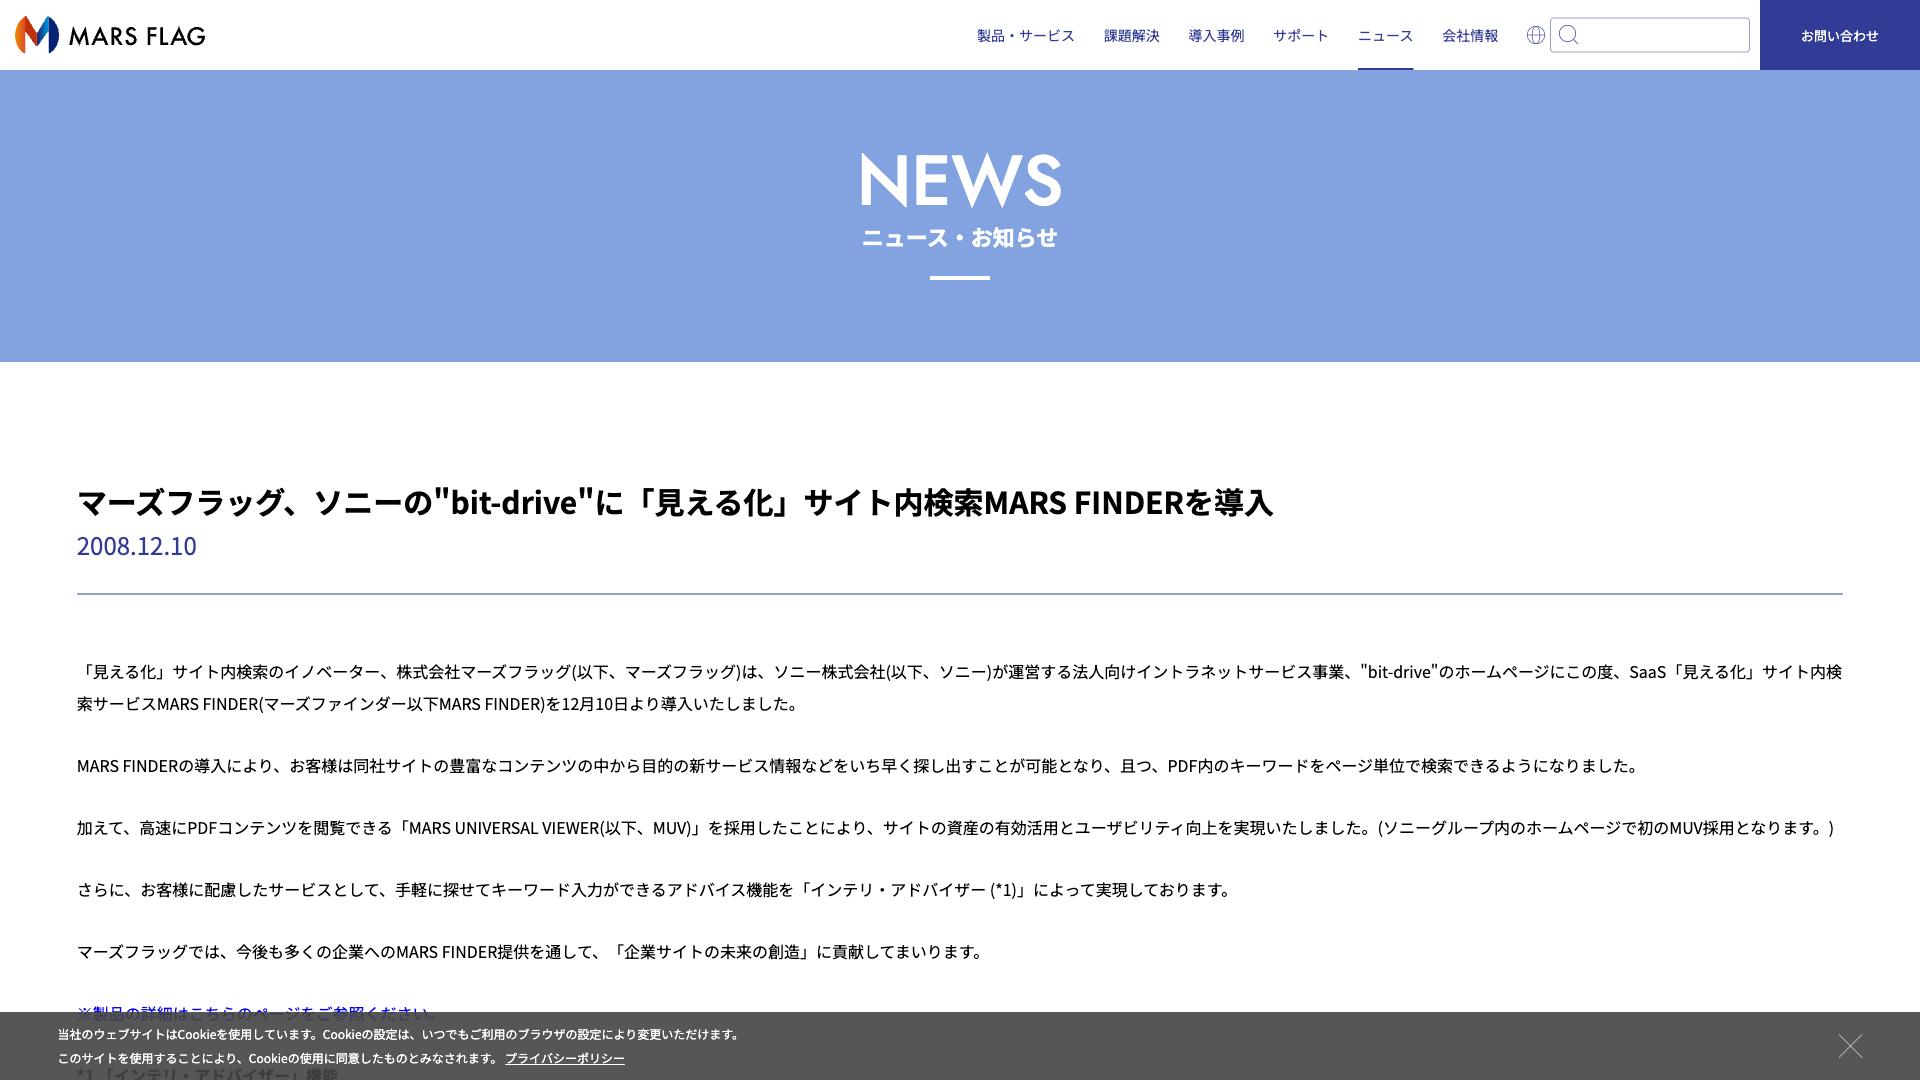 MARS FLAG
製品・サービス 課題解決 導入事例 サポート ニュース 会社情報 お問い合わせ
NEWS
ニュース・お知らせ
マーズフラッグ、ソニーの"bit-drive"に「見える化」サイト内検索MARS FINDERを導入
2008.12.10
「見える化」サイト内検索のイノベーター、株式会社マーズフラッグ(以下、マーズフラッグ)は、ソニー株式会社(以下、ソニー)が運営する法人向けイントラネットサービス事業、"bit-drive"のホームページにこの度、SaaS「見える化」サイト内検
索サービスMARS FINDER(マーズファインダー以下MARS FINDER)を12月10日より導入いたしました。
MARS FINDERの導入により、お客様は同社サイトの豊富なコンテンツの中から目的の新サービス情報などをいち早く探し出すことが可能となり、且つ、PDF内のキーワードをページ単位で検索できるようになりました。
加えて、高速にPDFコンテンツを閲覧できる「MARS UNIVERSAL VIEWER(以下、MUV)」を採用したことにより、サイトの資産の有効活用とユーザビリティ向上を実現いたしました。(ソニーグループ内のホームページで初のMUV採用となります。)
さらに、お客様に配慮したサービスとして、手軽に探せてキーワード入力ができるアドバイス機能を「インテリ・アドバイザー (*1)」によって実現しております。
マーズフラッグでは、今後も多くの企業へのMARS FINDER提供を通して、「企業サイトの未来の創造」に貢献してまいります。
※製品の詳細はこちらのページをご参照ください。
当社のウェブサイトはCookieを使用しています。Cookieの設定は、いつでもご利用のブラウザの設定により変更いただけます。
このサイトを使用することにより、Cookieの使用に同意したものとみなされます。 プライバシーポリシー
*1 「インテリ・アドバイザー」機能